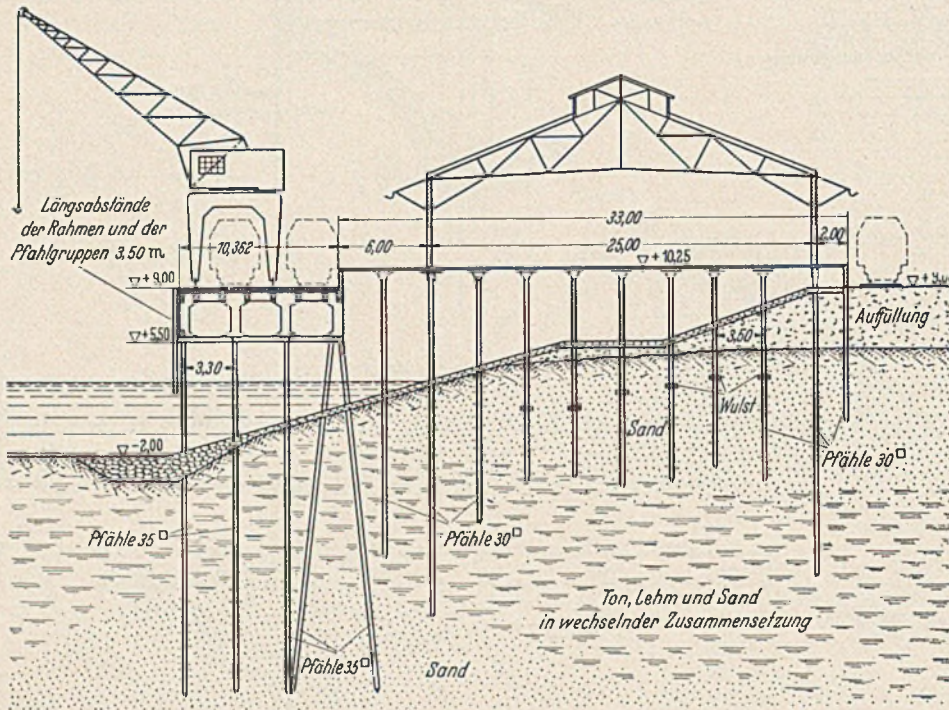 Längsabstände
der Rahmen und der
Pfahlgruppen 3,50 m
33,00
10,362
6,00
25,00
2,00
+ 10,25
+ 9,00
Auffüllung
+ 5,50
3,50
3,30
Wulst
Sand
− 2,00
Pfähle 30 □
Pfähle 35 □
Pfähle 30 □
Ton, Lehm und Sand
in wechselnder Zusammensetzung
Pfähle 35 □
Sand